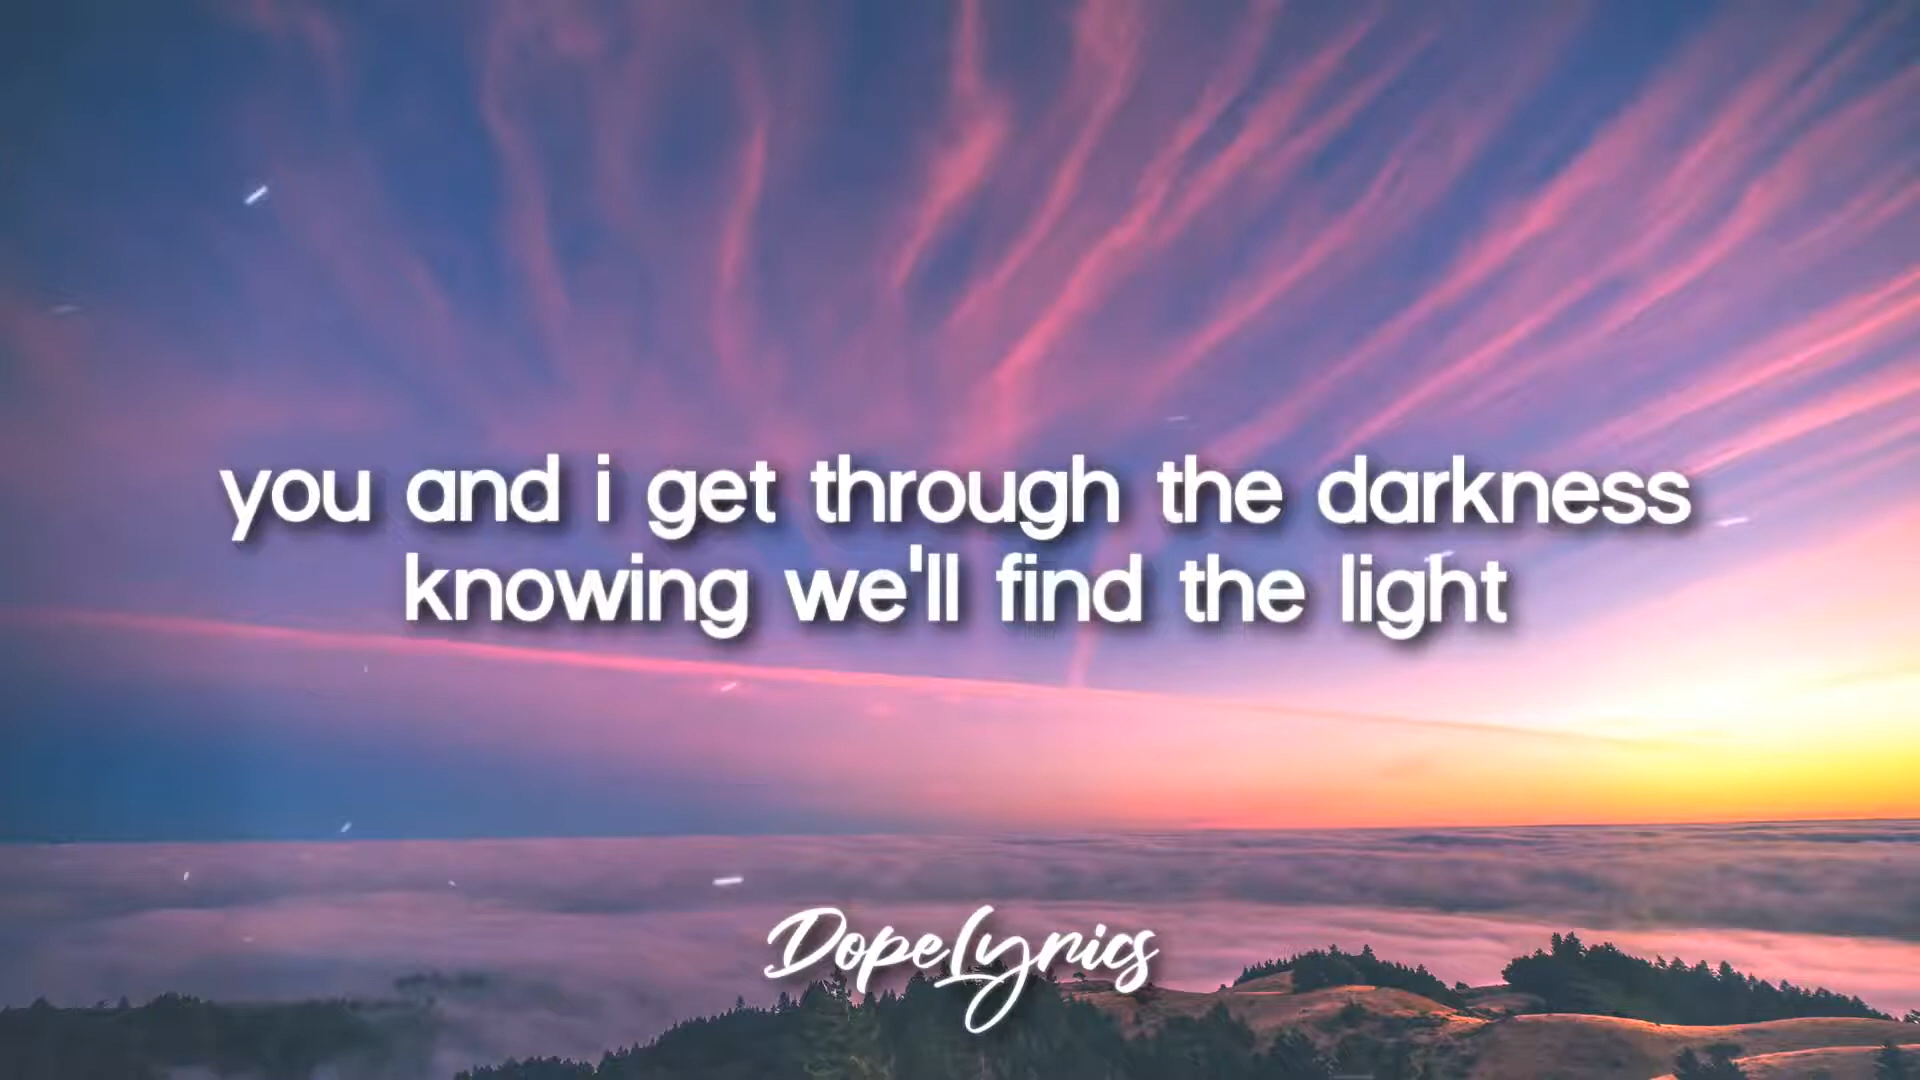 you and i get through the darkness
knowing we'll find the light
DopeLyrics